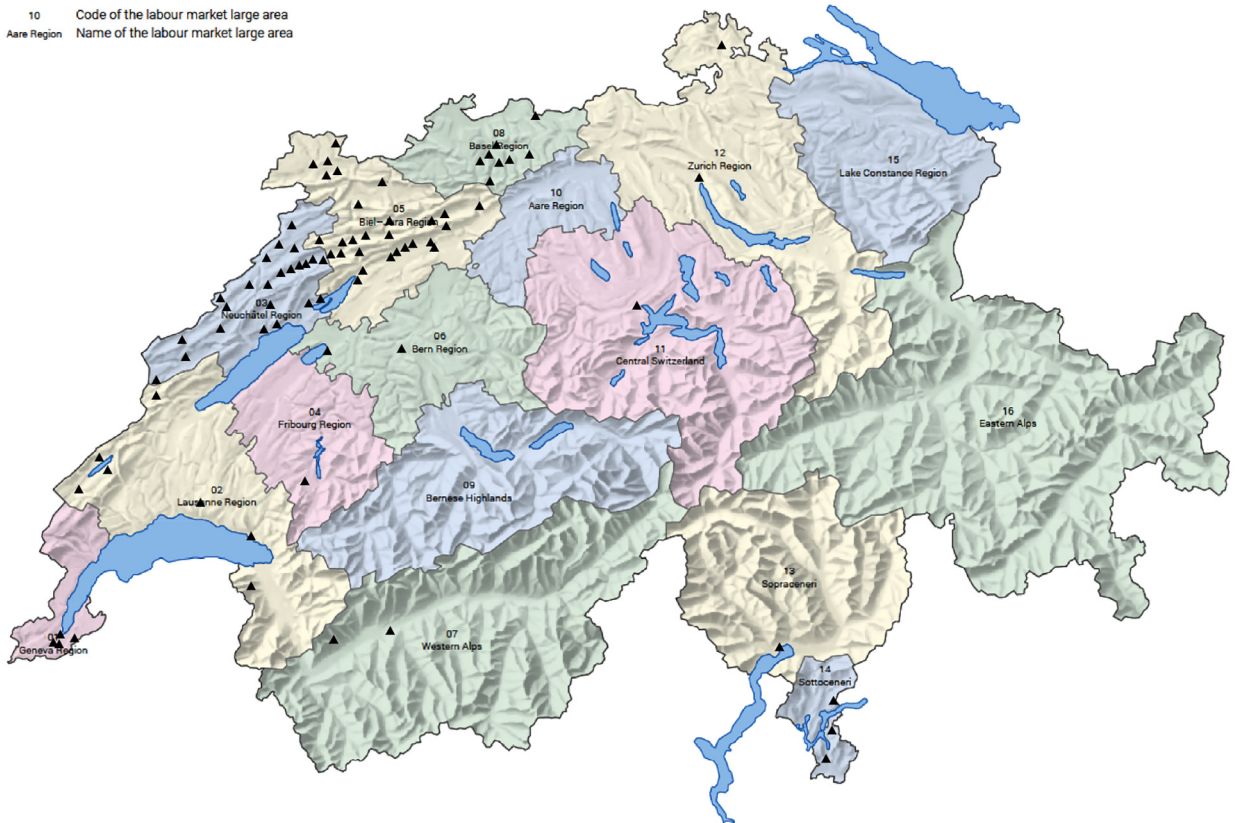 10 Code of the labour market large area
Aare Region Name of the labour market large area
08
Basel Region
12
Zurich Region
15
Lake Constance Region
10
Aare Region
05
Biel–Jura Region
03
Neuchâtel Region
06
Bern Region
11
Central Switzerland
04
Fribourg Region
16
Eastern Alps
09
Bernese Highlands
02
Lausanne Region
13
Sopraceneri
01
Geneva Region
07
Western Alps
14
Sottoceneri